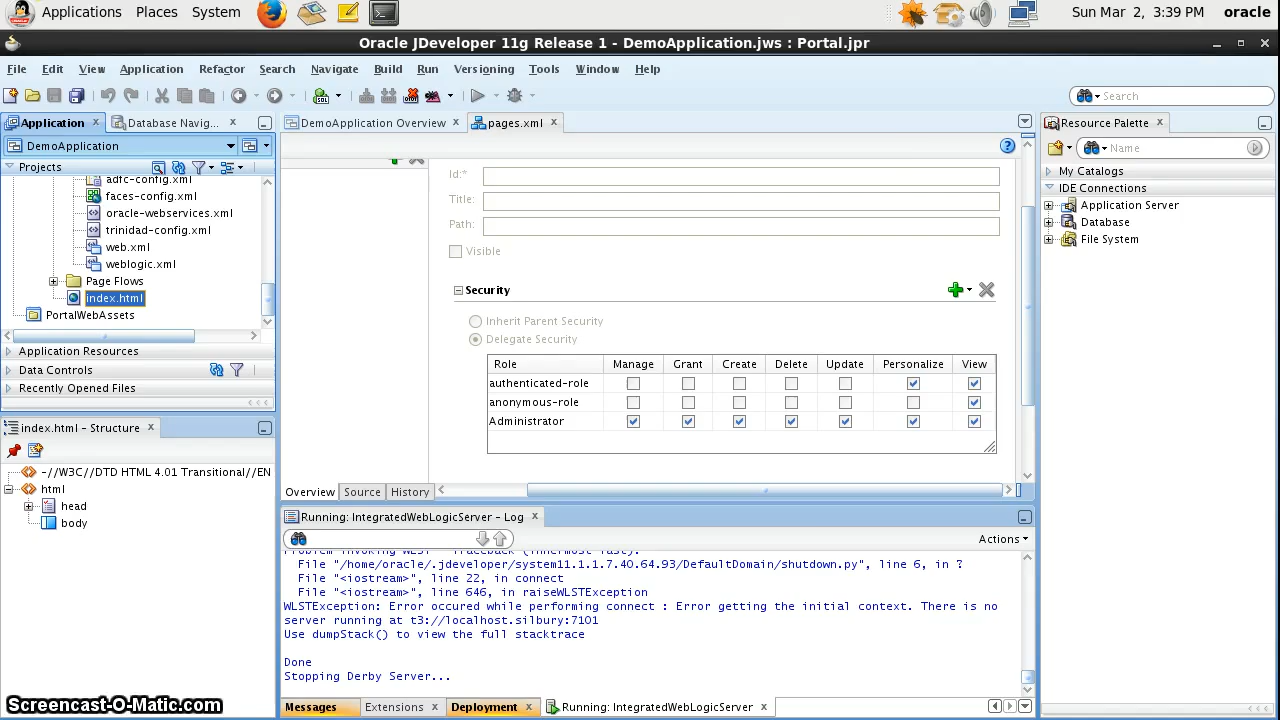 Applications Places System Sun Mar 2, 3:39 PM oracle
Oracle JDeveloper 11g Release 1 - DemoApplication.jws : Portal.jpr
File Edit View Application Refactor Search Navigate Build Run Versioning Tools Window Help
Search
Application
Database Navig...
DemoApplication
Projects
adfc-config.xml
faces-config.xml
oracle-webservices.xml
trinidad-config.xml
web.xml
weblogic.xml
Page Flows
index.html
PortalWebAssets
Application Resources
Data Controls
Recently Opened Files
index.html - Structure
-//W3C//DTD HTML 4.01 Transitional//EN
html
head
body
DemoApplication Overview
pages.xml
Id:*
Title:
Path:
Visible
Security
Inherit Parent Security
Delegate Security
Role Manage Grant Create Delete Update Personalize View
authenticated-role
anonymous-role
Administrator
Overview Source History
Running: IntegratedWebLogicServer - Log
Actions
Problem invoking WLST - Traceback (innermost last):
File "/home/oracle/.jdeveloper/system11.1.1.7.40.64.93/DefaultDomain/shutdown.py", line 6, in ?
File "<iostream>", line 22, in connect
File "<iostream>", line 646, in raiseWLSTException
WLSTException: Error occured while performing connect : Error getting the initial context. There is no
server running at t3://localhost.silbury:7101
Use dumpStack() to view the full stacktrace
Done
Stopping Derby Server...
Messages Extensions Deployment Running: IntegratedWebLogicServer
Resource Palette
Name
My Catalogs
IDE Connections
Application Server
Database
File System
Screencast-O-Matic.com